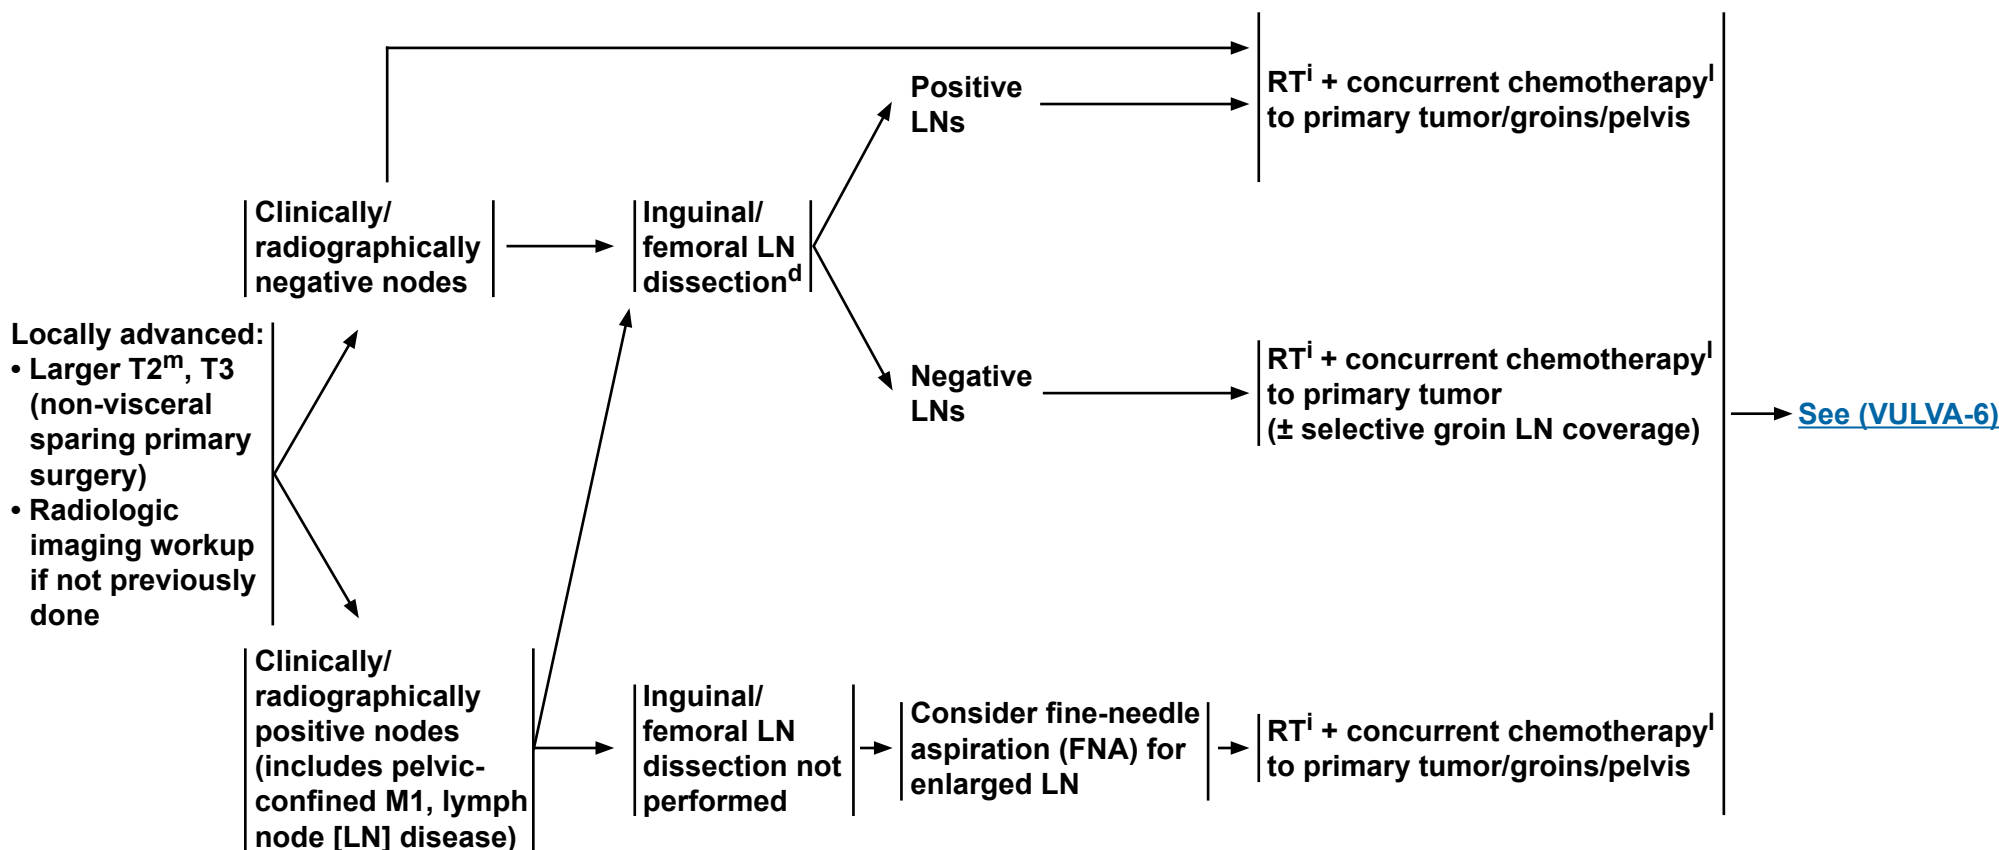 Locally advanced:
• Larger T2m, T3
(non-visceral
sparing primary
surgery)
• Radiologic
imaging workup
if not previously
done
Clinically/
radiographically
negative nodes
Inguinal/
femoral LN
dissectiond
Positive
LNs
RTi + concurrent chemotherapyl
to primary tumor/groins/pelvis
Negative
LNs
RTi + concurrent chemotherapyl
to primary tumor
(± selective groin LN coverage)
Clinically/
radiographically
positive nodes
(includes pelvic-
confined M1, lymph
node [LN] disease)
Inguinal/
femoral LN
dissection not
performed
Consider fine-needle
aspiration (FNA) for
enlarged LN
RTi + concurrent chemotherapyl
to primary tumor/groins/pelvis
See (VULVA-6)